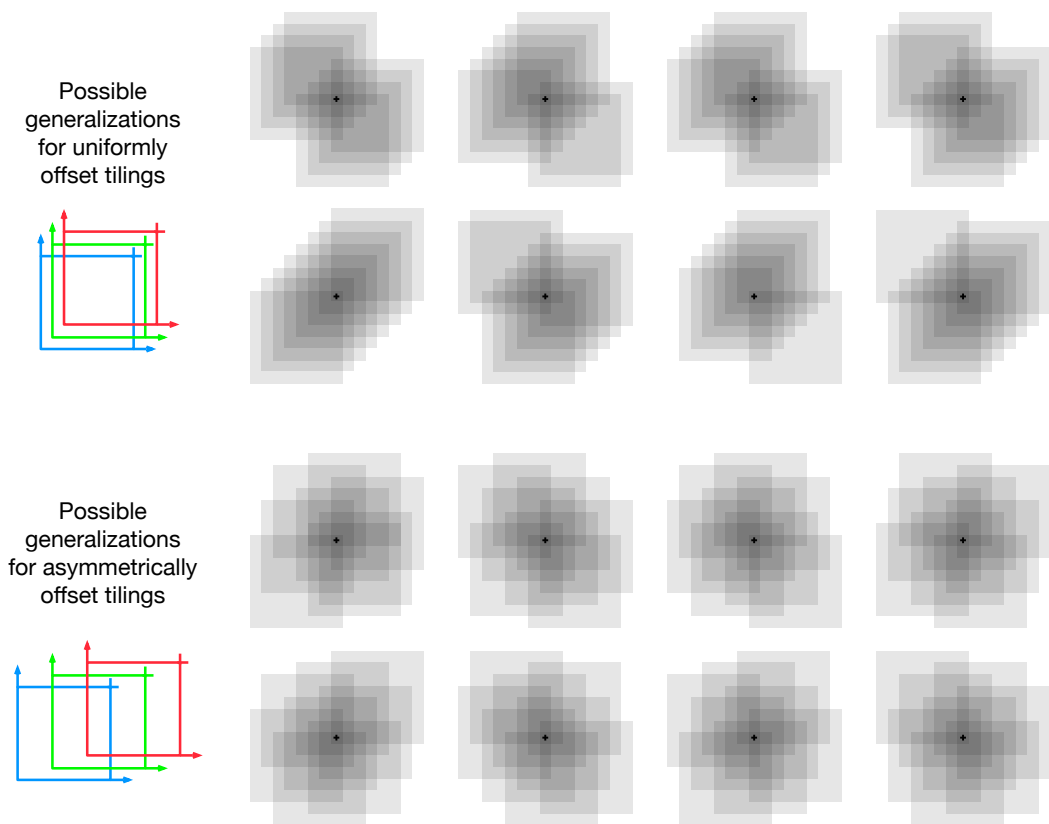 Possible
generalizations
for uniformly
offset tilings
Possible
generalizations
for asymmetrically
offset tilings